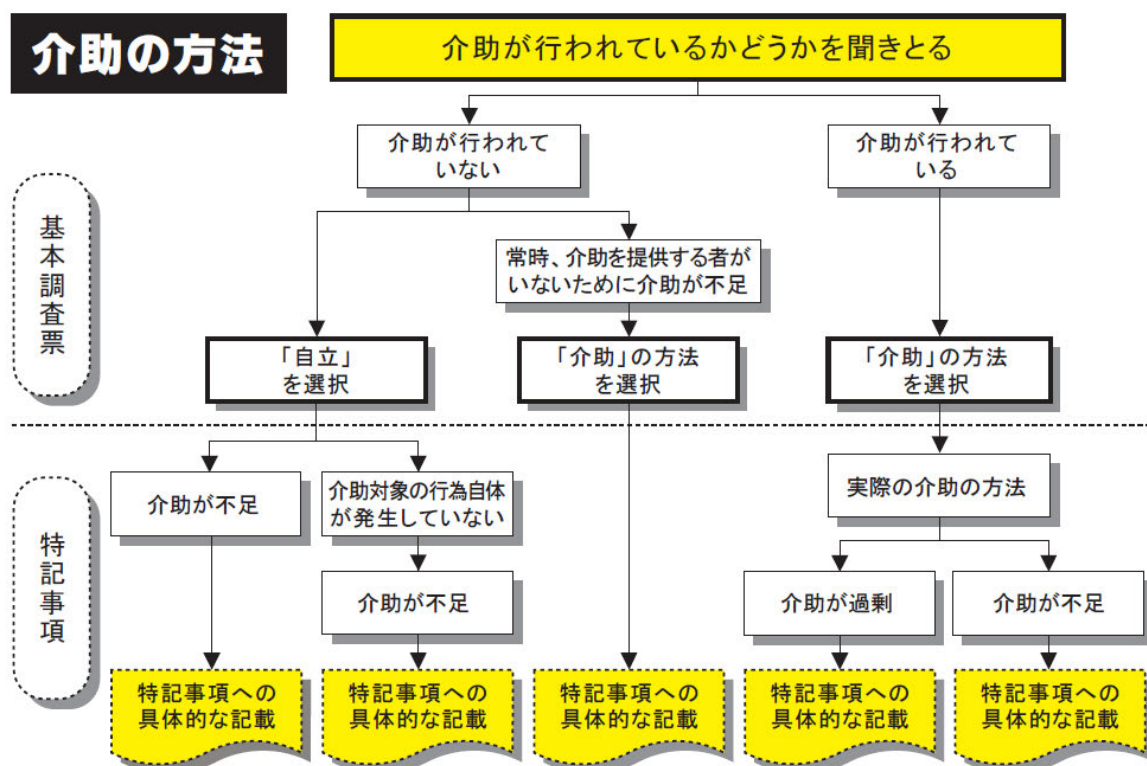 介助の方法
介助が行われているかどうかを聞きとる
介助が行われて
いない
介助が行われて
いる
基本調査票
常時、介助を提供する者が
いないために介助が不足
「自立」
を選択
「介助」の方法
を選択
「介助」の方法
を選択
特記事項
介助が不足
介助対象の行為自体
が発生していない
実際の介助の方法
介助が不足
介助が過剰
介助が不足
特記事項への
具体的な記載
特記事項への
具体的な記載
特記事項への
具体的な記載
特記事項への
具体的な記載
特記事項への
具体的な記載